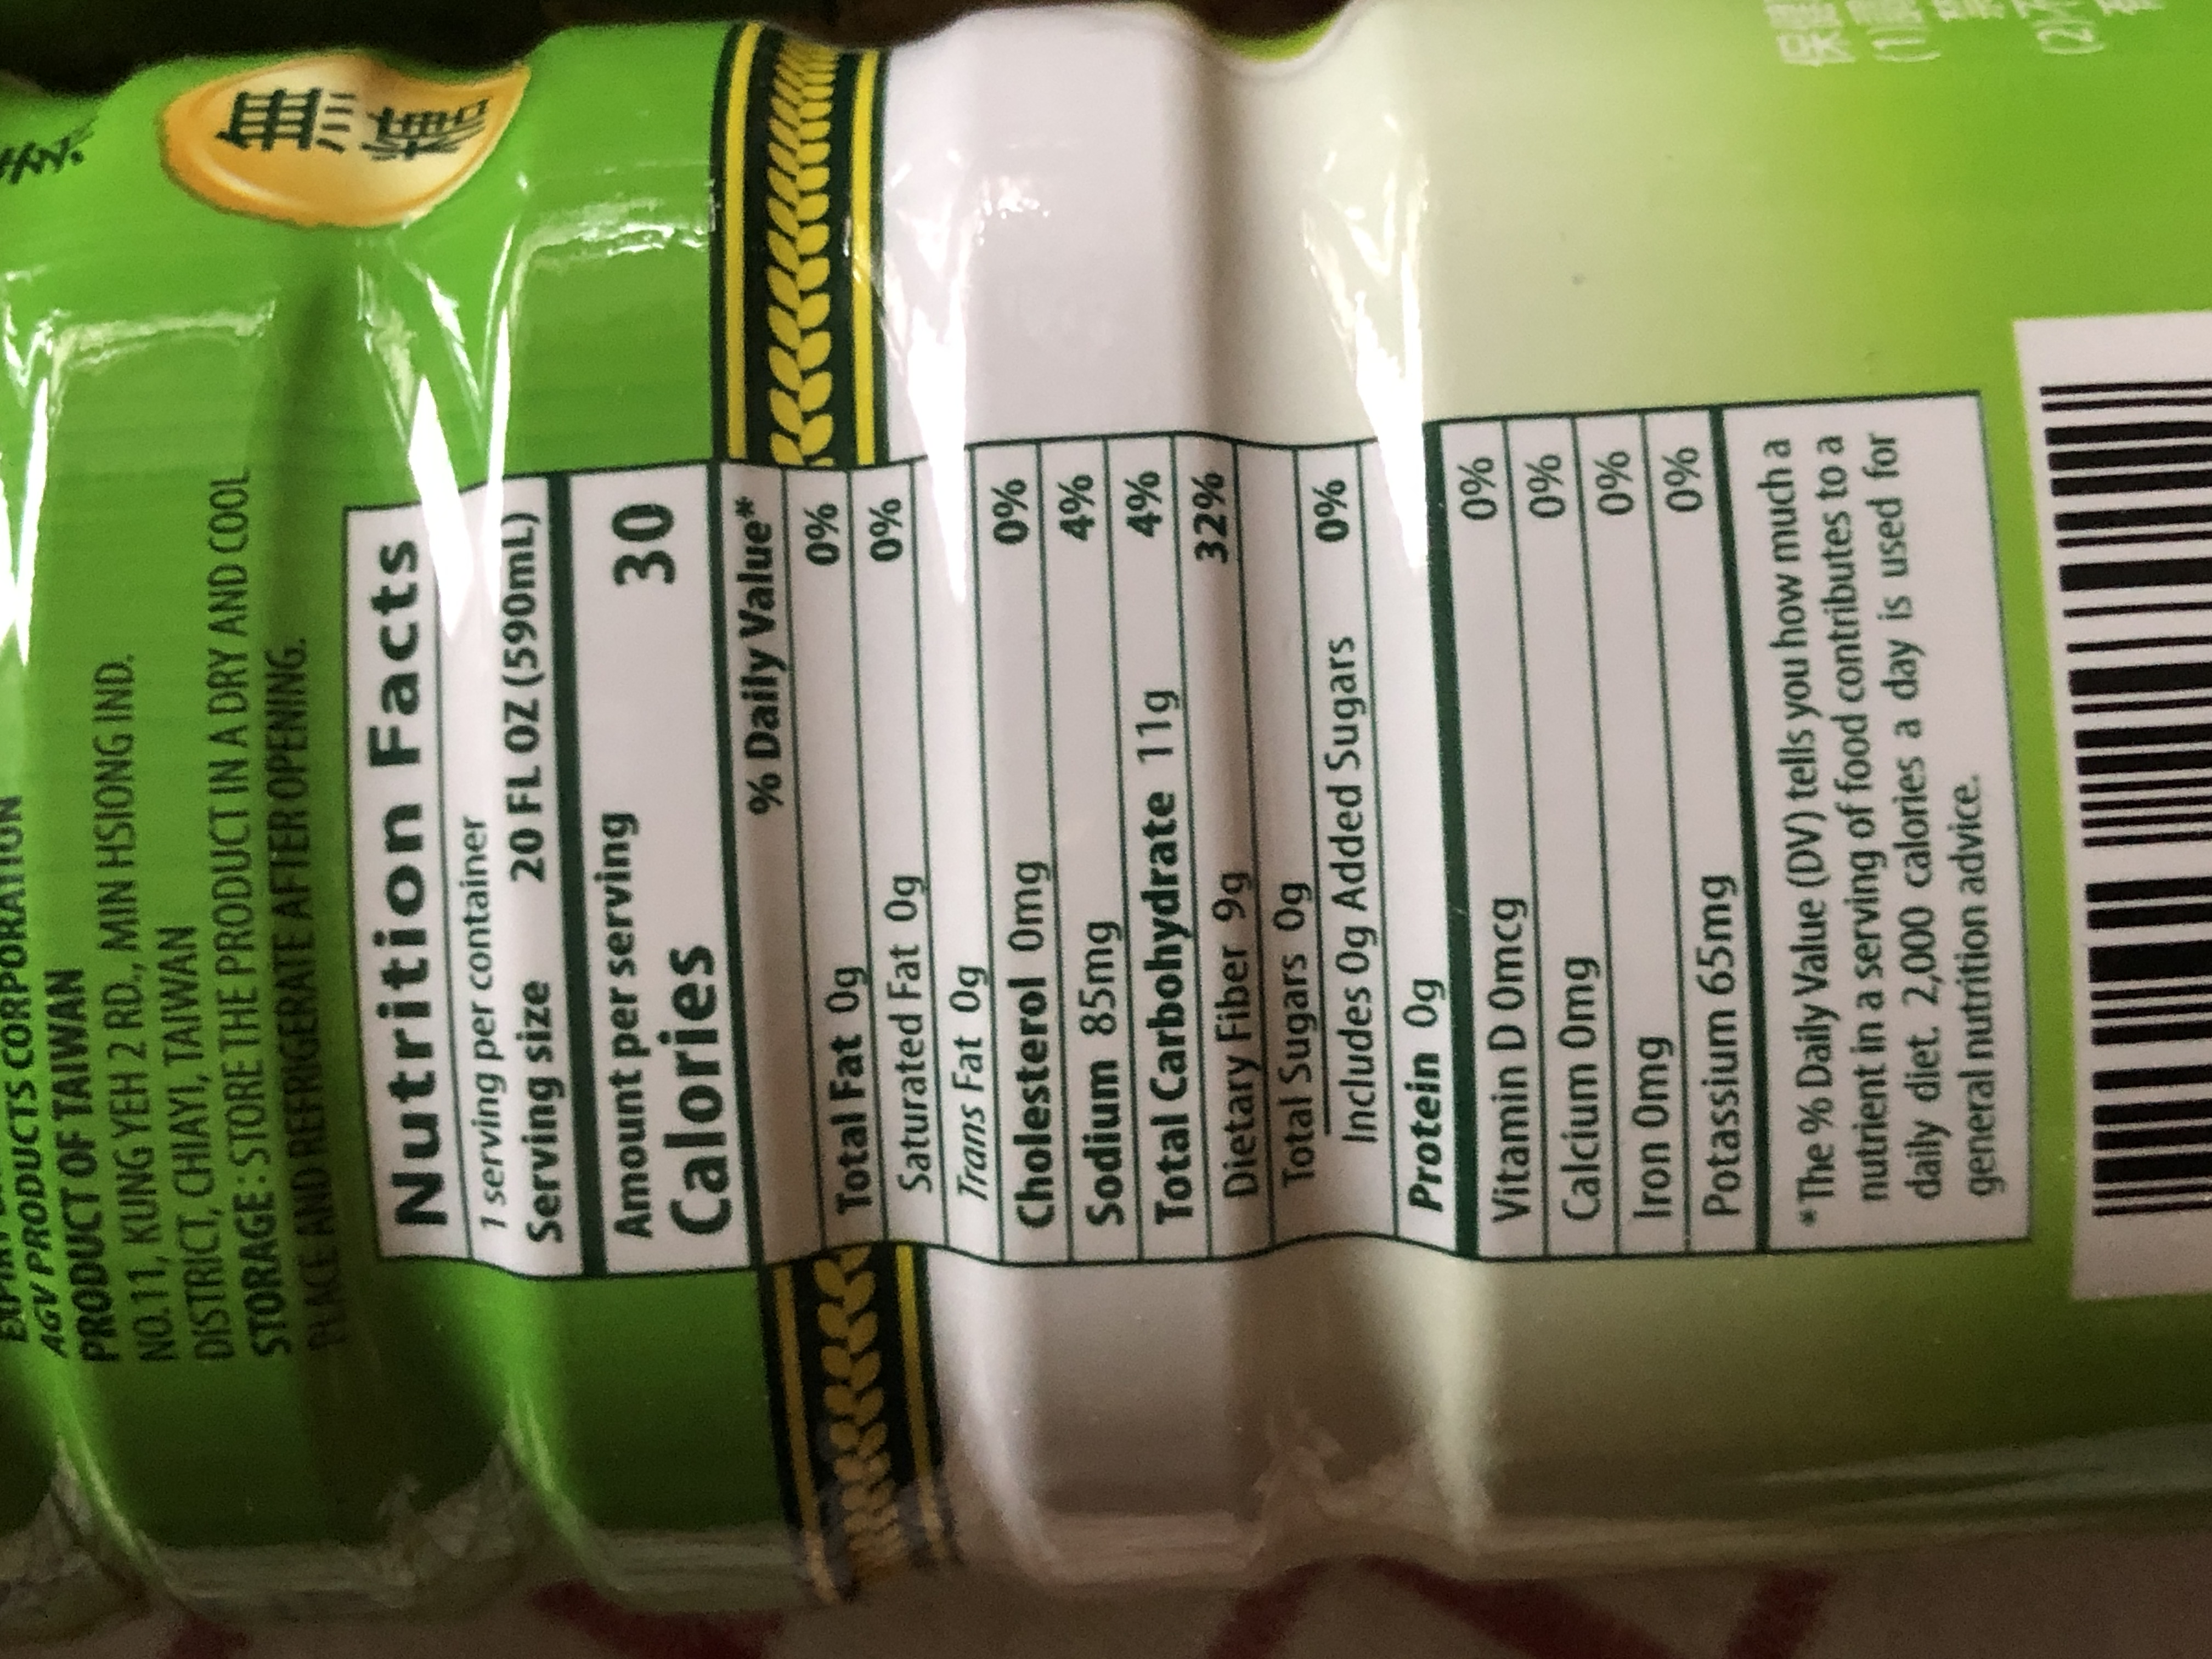 無糖
AGV PRODUCTS CORPORATION
PRODUCT OF TAIWAN
NO.11, KUNG YEH 2 RD., MIN HSIONG IND.
DISTRICT, CHIAYI, TAIWAN
STORAGE : STORE THE PRODUCT IN A DRY AND COOL
PLACE AND REFRIGERATE AFTER OPENING.
Nutrition Facts
1 serving per container
Serving size 20 FL OZ (590mL)
Amount per serving
Calories 30
% Daily Value*
Total Fat 0g 0%
Saturated Fat 0g 0%
Trans Fat 0g
Cholesterol 0mg 0%
Sodium 85mg 4%
Total Carbohydrate 11g 4%
Dietary Fiber 9g 32%
Total Sugars 0g
Includes 0g Added Sugars 0%
Protein 0g
Vitamin D 0mcg 0%
Calcium 0mg 0%
Iron 0mg 0%
Potassium 65mg 0%
*The % Daily Value (DV) tells you how much a
nutrient in a serving of food contributes to a
daily diet. 2,000 calories a day is used for
general nutrition advice.
(1)
(2)